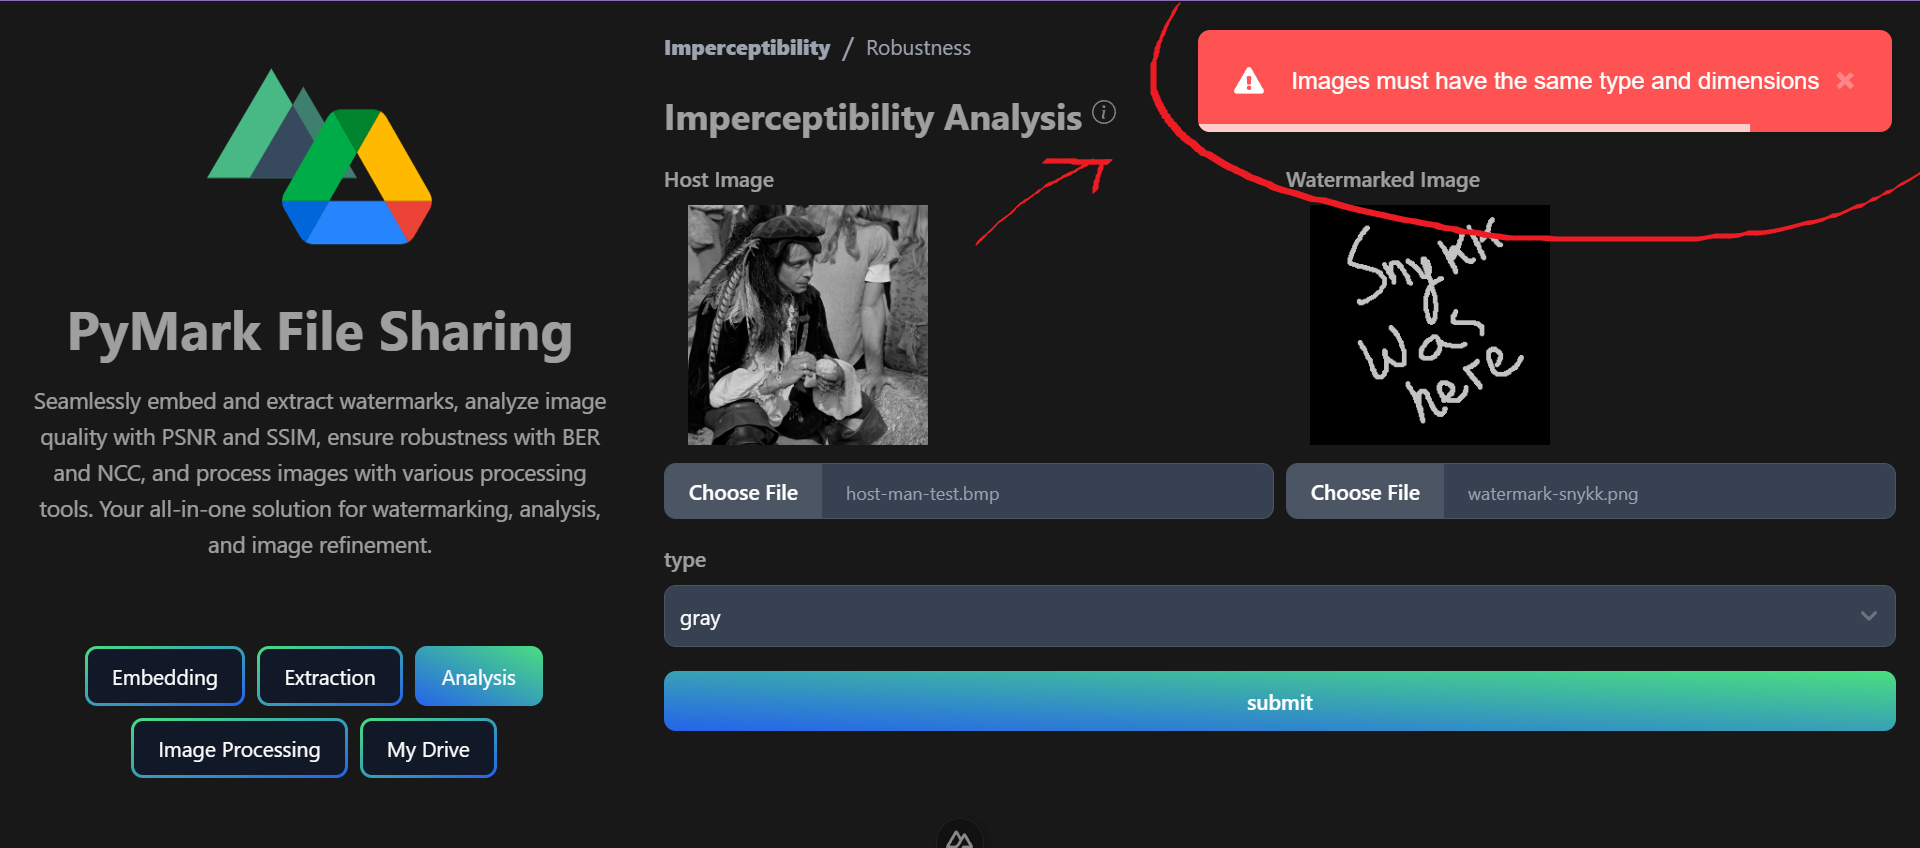 PyMark File Sharing
Seamlessly embed and extract watermarks, analyze image
quality with PSNR and SSIM, ensure robustness with BER
and NCC, and process images with various processing
tools. Your all-in-one solution for watermarking, analysis,
and image refinement.
Embedding Extraction Analysis
Image Processing My Drive
Imperceptibility / Robustness
Images must have the same type and dimensions
Imperceptibility Analysis
Host Image
Watermarked Image
Snykk
Was
here
Choose File host-man-test.bmp
Choose File watermark-snykk.png
type
gray
submit